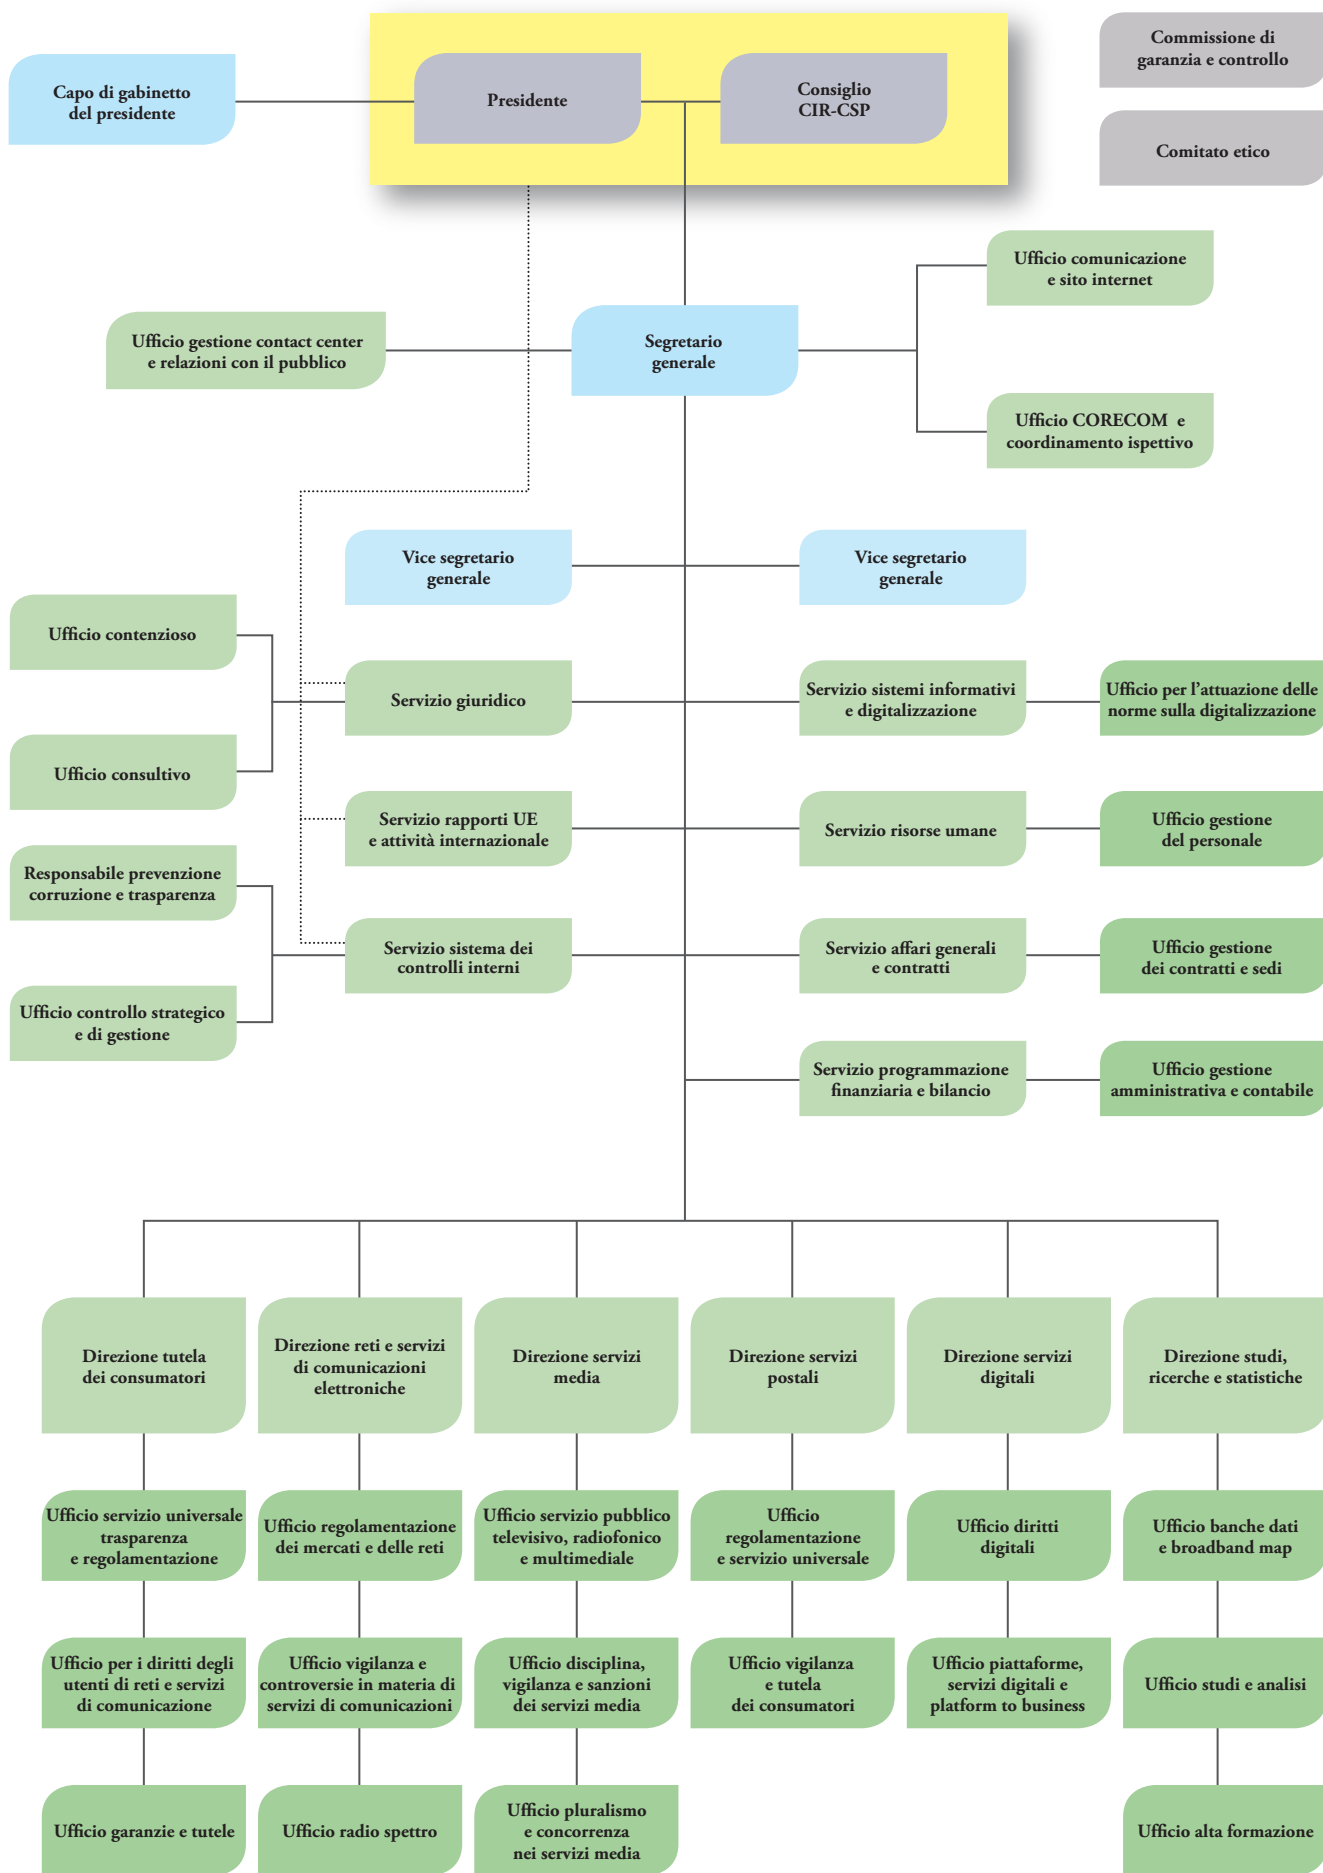 Commissione di
garanzia e controllo
Capo di gabinetto
del presidente
Presidente
Consiglio
CIR-CSP
Comitato etico
Ufficio comunicazione
e sito internet
Ufficio gestione contact center
e relazioni con il pubblico
Segretario
generale
Ufficio CORECOM e
coordinamento ispettivo
Vice segretario
generale
Vice segretario
generale
Ufficio contenzioso
Servizio giuridico
Servizio sistemi informativi
e digitalizzazione
Ufficio per l'attuazione delle
norme sulla digitalizzazione
Ufficio consultivo
Servizio rapporti UE
e attività internazionale
Servizio risorse umane
Ufficio gestione
del personale
Responsabile prevenzione
corruzione e trasparenza
Servizio sistema dei
controlli interni
Servizio affari generali
e contratti
Ufficio gestione
dei contratti e sedi
Ufficio controllo strategico
e di gestione
Servizio programmazione
finanziaria e bilancio
Ufficio gestione
amministrativa e contabile
Direzione tutela
dei consumatori
Direzione reti e servizi
di comunicazioni
elettroniche
Direzione servizi
media
Direzione servizi
postali
Direzione servizi
digitali
Direzione studi,
ricerche e statistiche
Ufficio servizio universale
trasparenza
e regolamentazione
Ufficio regolamentazione
dei mercati e delle reti
Ufficio servizio pubblico
televisivo, radiofonico
e multimediale
Ufficio
regolamentazione
e servizio universale
Ufficio diritti
digitali
Ufficio banche dati
e broadband map
Ufficio per i diritti degli
utenti di reti e servizi
di comunicazione
Ufficio vigilanza e
controversie in materia di
servizi di comunicazioni
Ufficio disciplina,
vigilanza e sanzioni
dei servizi media
Ufficio vigilanza
e tutela
dei consumatori
Ufficio piattaforme,
servizi digitali e
platform to business
Ufficio studi e analisi
Ufficio garanzie e tutele
Ufficio radio spettro
Ufficio pluralismo
e concorrenza
nei servizi media
Ufficio alta formazione